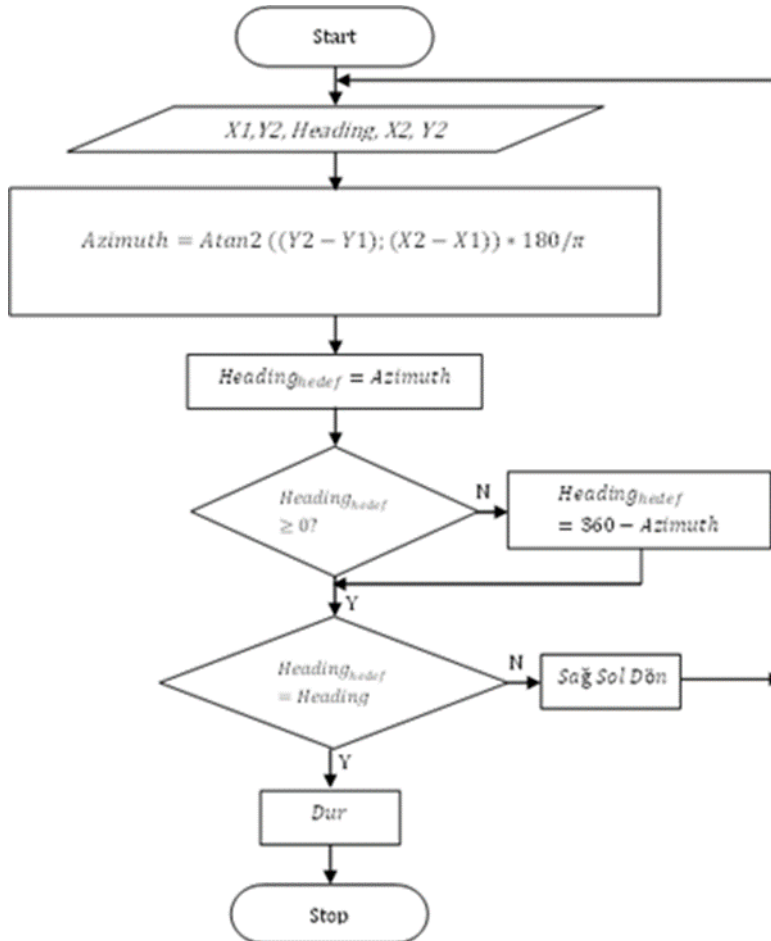 Start
X1,Y2, Heading, X2, Y2
Azimuth = Atan2 ((Y2 − Y1); (X2 − X1)) * 180/π
Heading_hedef = Azimuth
Heading_hedef
≥ 0?
N
Heading_hedef
= 360 − Azimuth
Y
Heading_hedef
= Heading
N
Sağ Sol Dön
Y
Dur
Stop